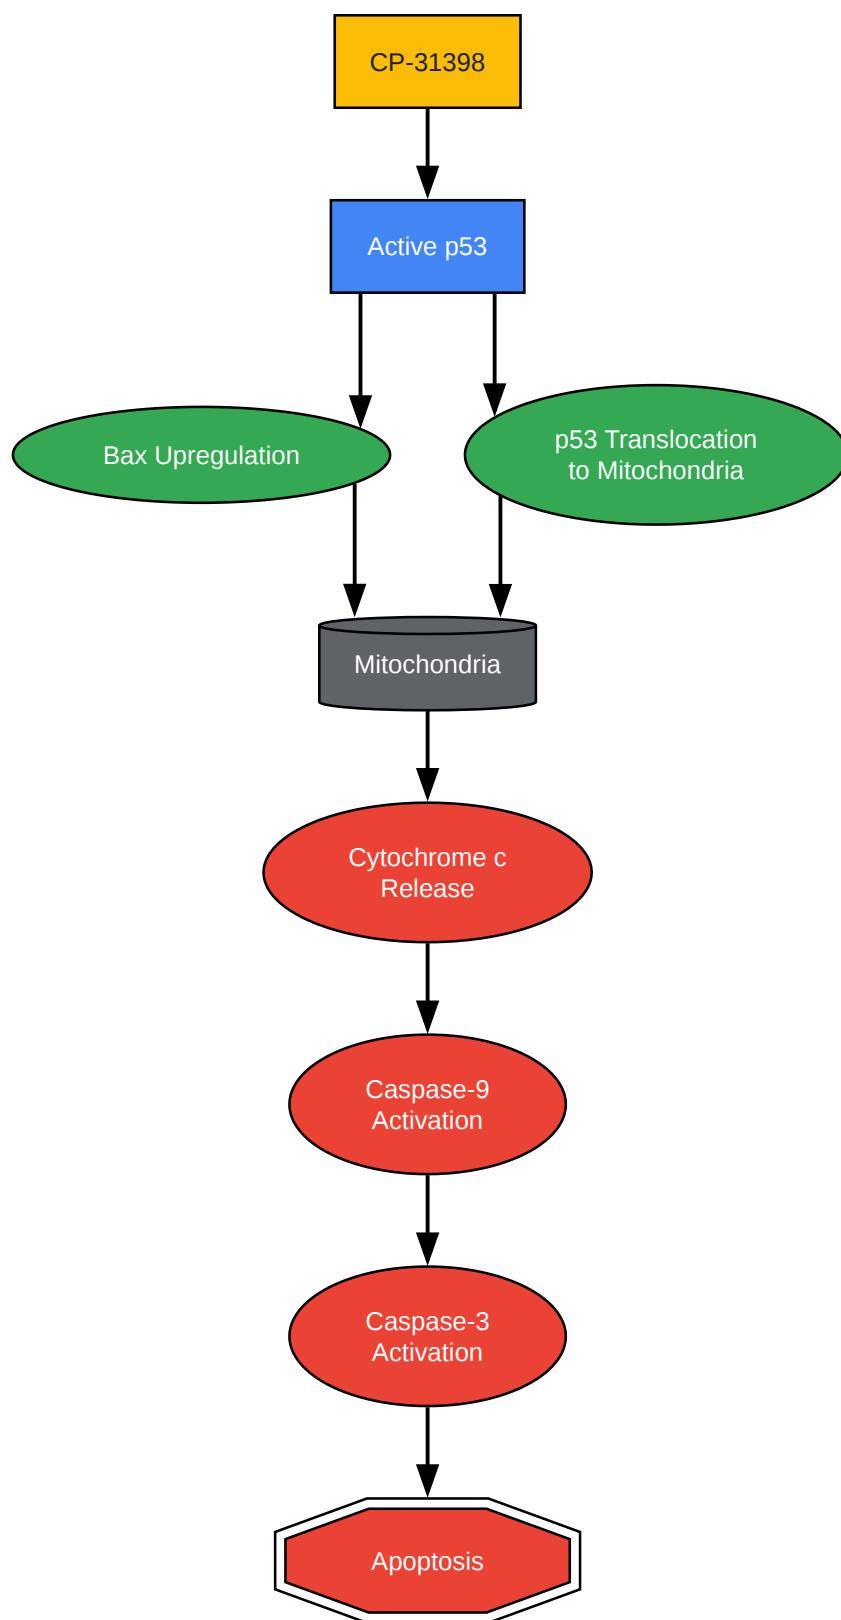 CP-31398
Active p53
Bax Upregulation
p53 Translocation
to Mitochondria
Mitochondria
Cytochrome c
Release
Caspase-9
Activation
Caspase-3
Activation
Apoptosis